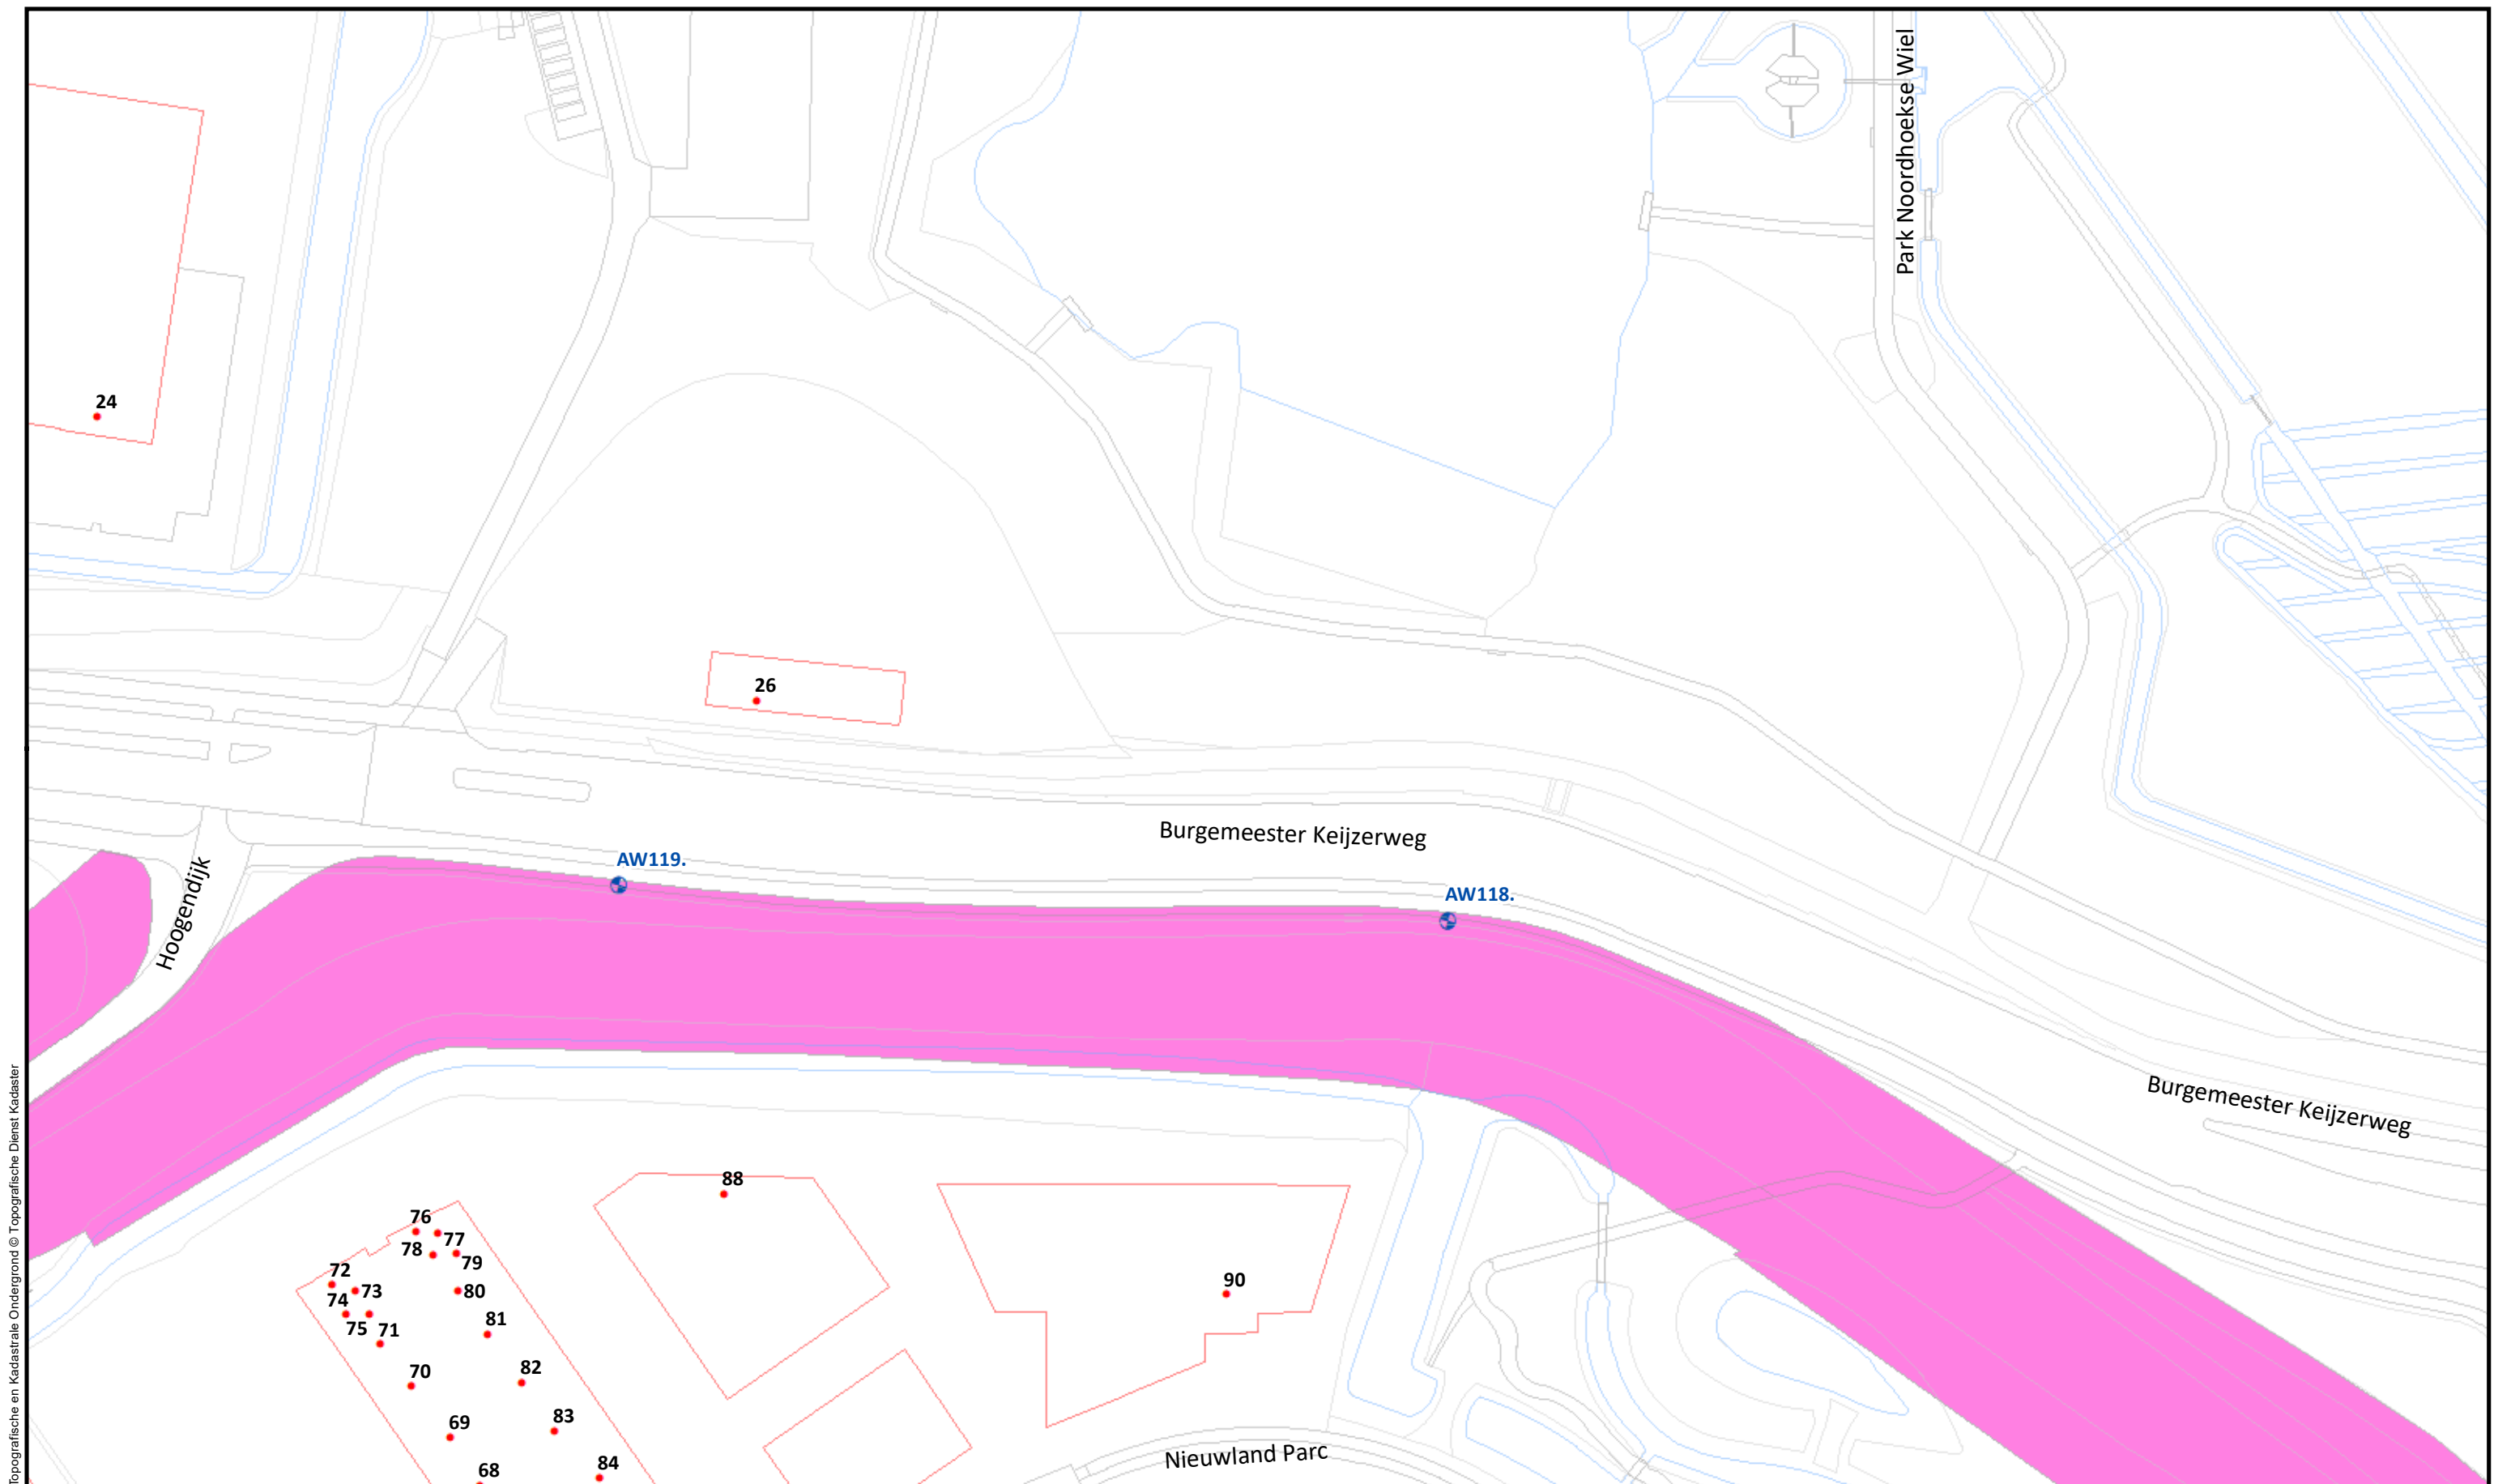 Park Noordhoekse Wiel
24
26
Burgemeester Keijzerweg
AW119.
AW118.
Hoogendijk
Burgemeester Keijzerweg
88
76
77
78
79
72
73
80
90
74
75
71
81
70
82
69
83
68
84
Nieuwland Parc
Topografische en Kadastrale Ondergrond © Topografische Dienst Kadaster